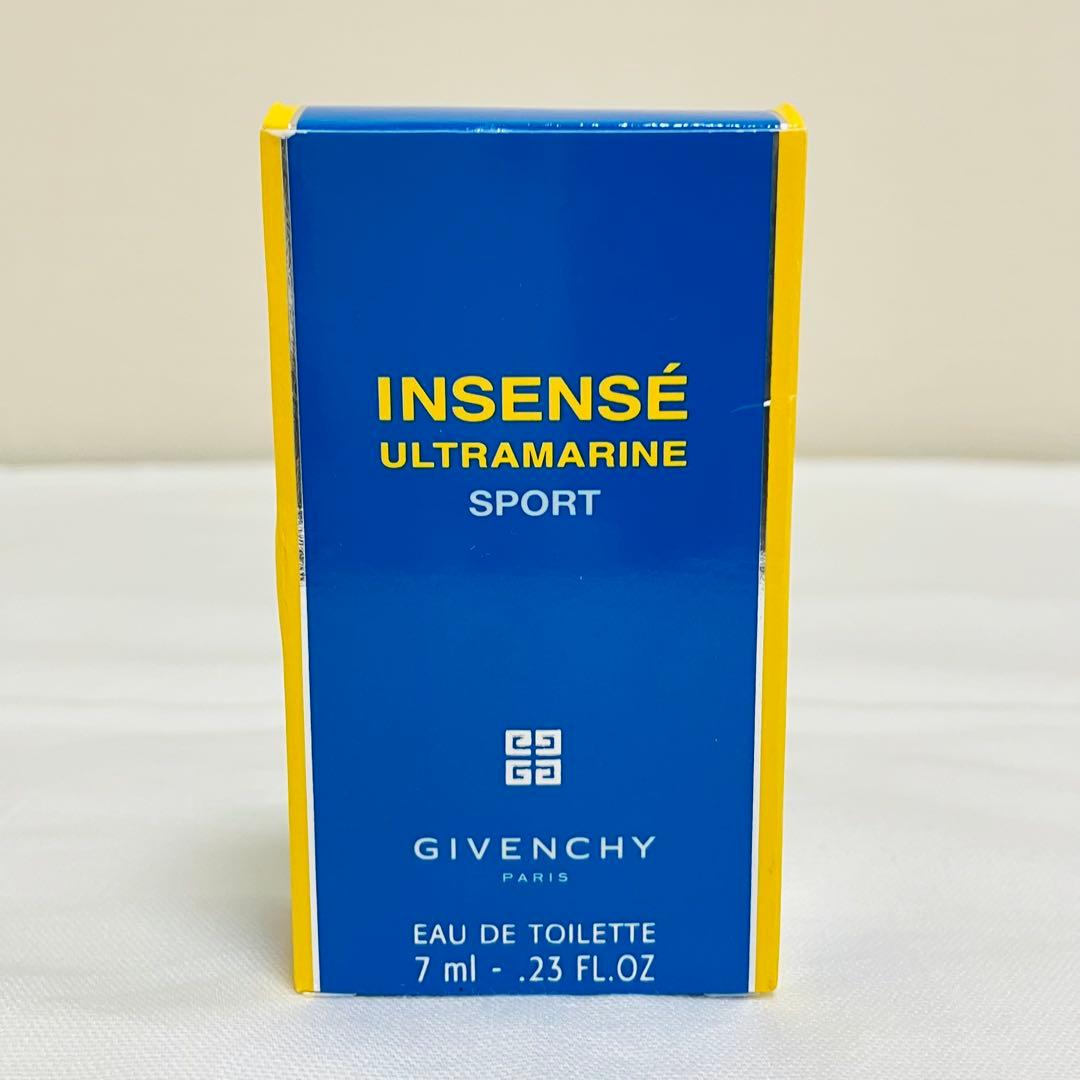 INSENSÉ
ULTRAMARINE
SPORT
GIVENCHY
PARIS
EAU DE TOILETTE
7 ml - .23 FL.OZ